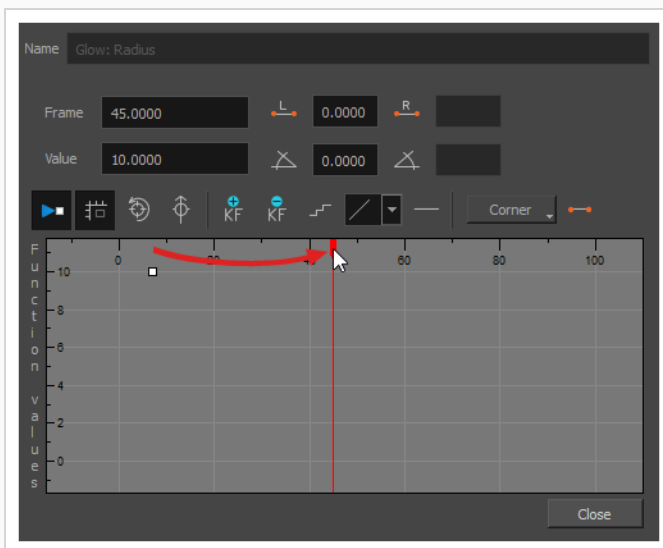 Name Glow: Radius
Frame 45.0000 L 0.0000 R
Value 10.0000 0.0000
KF KF Corner
Function values
0 20 40 60 80 100
10
8
6
4
2
0
Close